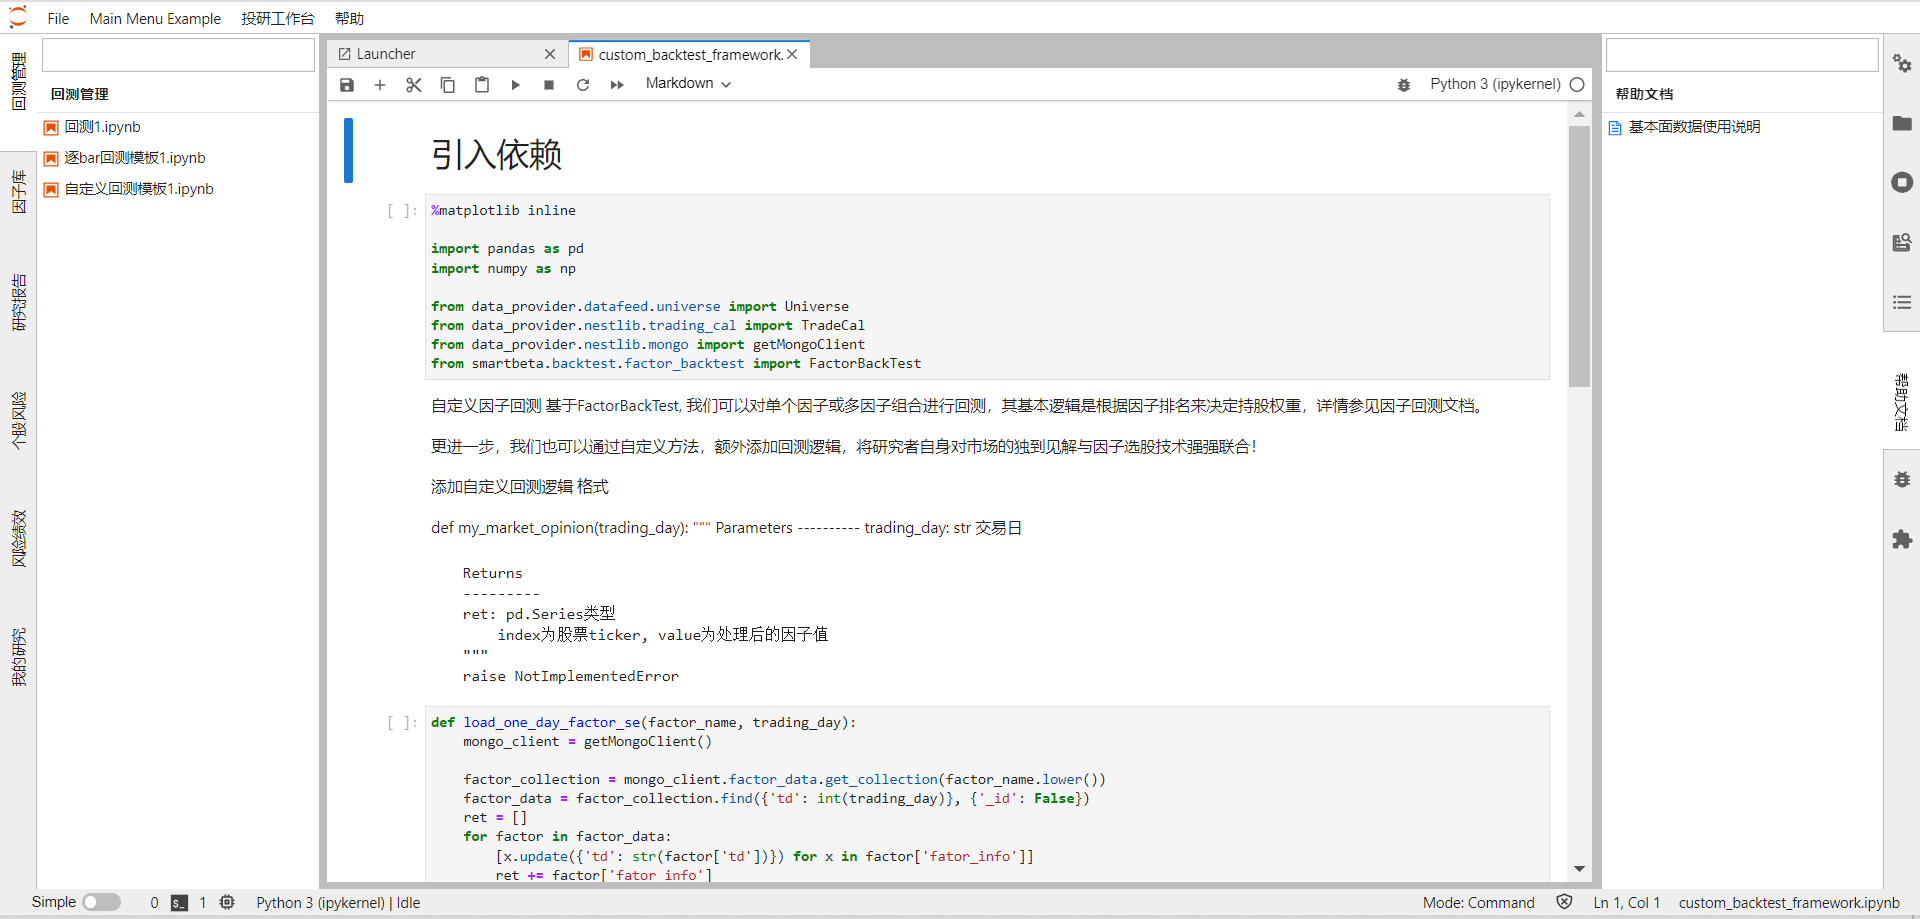 File Main Menu Example 投研工作台 帮助
回测管理
因子库
研究报告
个股风险
风险绩效
我的研究
回测管理
回测1.ipynb
逐bar回测模板1.ipynb
自定义回测模板1.ipynb
Launcher
custom_backtest_framework.
Markdown
Python 3 (ipykernel)
引入依赖
[ ]:
%matplotlib inline
import pandas as pd
import numpy as np
from data_provider.datafeed.universe import Universe
from data_provider.nestlib.trading_cal import TradeCal
from data_provider.nestlib.mongo import getMongoClient
from smartbeta.backtest.factor_backtest import FactorBackTest
自定义因子回测 基于FactorBackTest, 我们可以对单个因子或多因子组合进行回测，其基本逻辑是根据因子排名来决定持股权重，详情参见因子回测文档。
更进一步，我们也可以通过自定义方法，额外添加回测逻辑，将研究者自身对市场的独到见解与因子选股技术强强联合！
添加自定义回测逻辑 格式
def my_market_opinion(trading_day): """ Parameters ---------- trading_day: str 交易日
Returns
---------
ret: pd.Series类型
index为股票ticker, value为处理后的因子值
"""
raise NotImplementedError
[ ]:
def load_one_day_factor_se(factor_name, trading_day):
mongo_client = getMongoClient()
factor_collection = mongo_client.factor_data.get_collection(factor_name.lower())
factor_data = factor_collection.find({'td': int(trading_day)}, {'_id': False})
ret = []
for factor in factor_data:
[x.update({'td': str(factor['td'])}) for x in factor['fator_info']]
ret += factor['fator_info']
帮助文档
基本面数据使用说明
帮助文档
Simple 0 1 Python 3 (ipykernel) | Idle
Mode: Command Ln 1, Col 1 custom_backtest_framework.ipynb